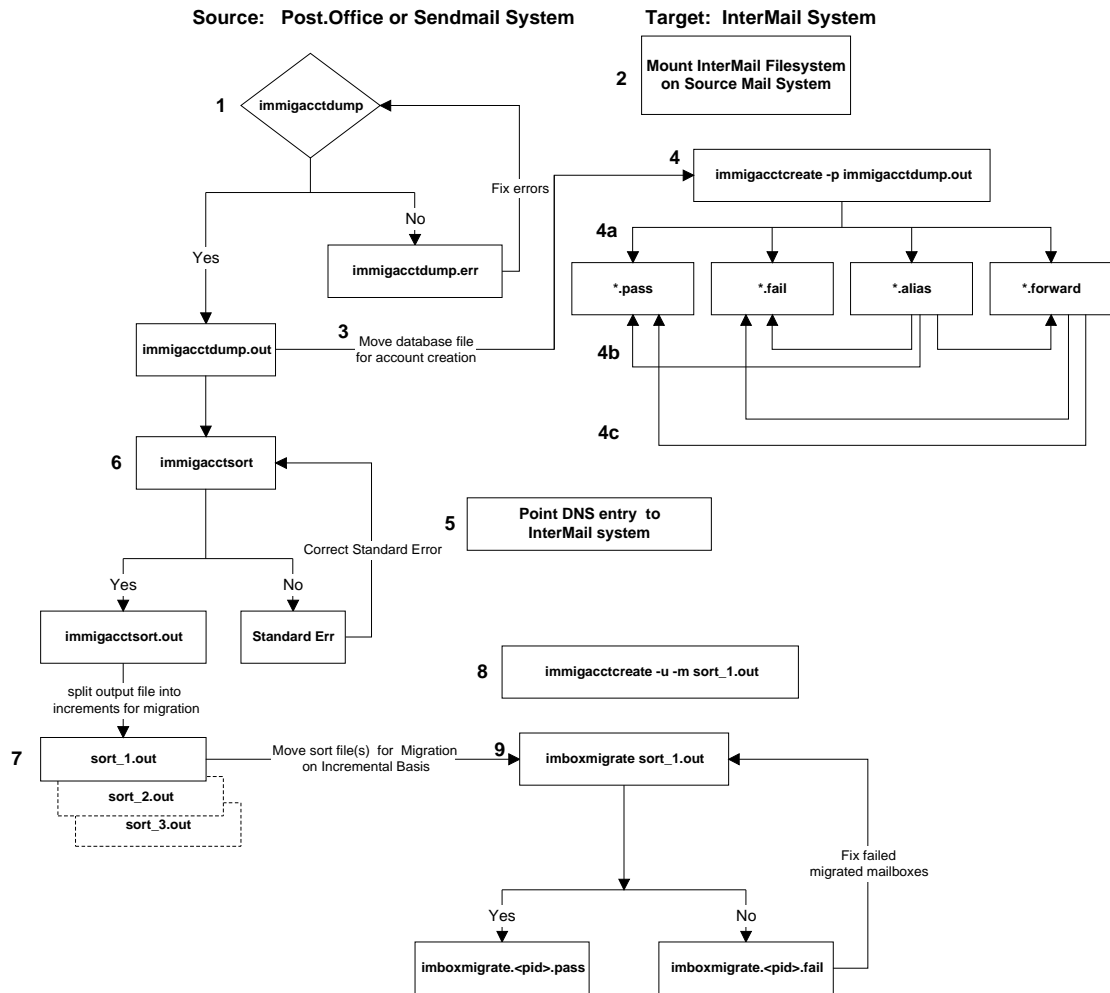 Source: Post.Office or Sendmail System
Target: InterMail System
2
Mount InterMail Filesystem
on Source Mail System
1
immigacctdump
4
immigacctcreate -p immigacctdump.out
Fix errors
No
Yes
immigacctdump.err
4a
*.pass
*.fail
*.alias
*.forward
3
immigacctdump.out
Move database file
for account creation
4b
4c
6
immigacctsort
5
Point DNS entry to
InterMail system
Correct Standard Error
Yes
No
immigacctsort.out
Standard Err
8
immigacctcreate -u -m sort_1.out
split output file into
increments for migration
7
sort_1.out
Move sort file(s) for Migration
on Incremental Basis
9
imboxmigrate sort_1.out
sort_2.out
sort_3.out
Fix failed
migrated mailboxes
Yes
No
imboxmigrate.<pid>.pass
imboxmigrate.<pid>.fail